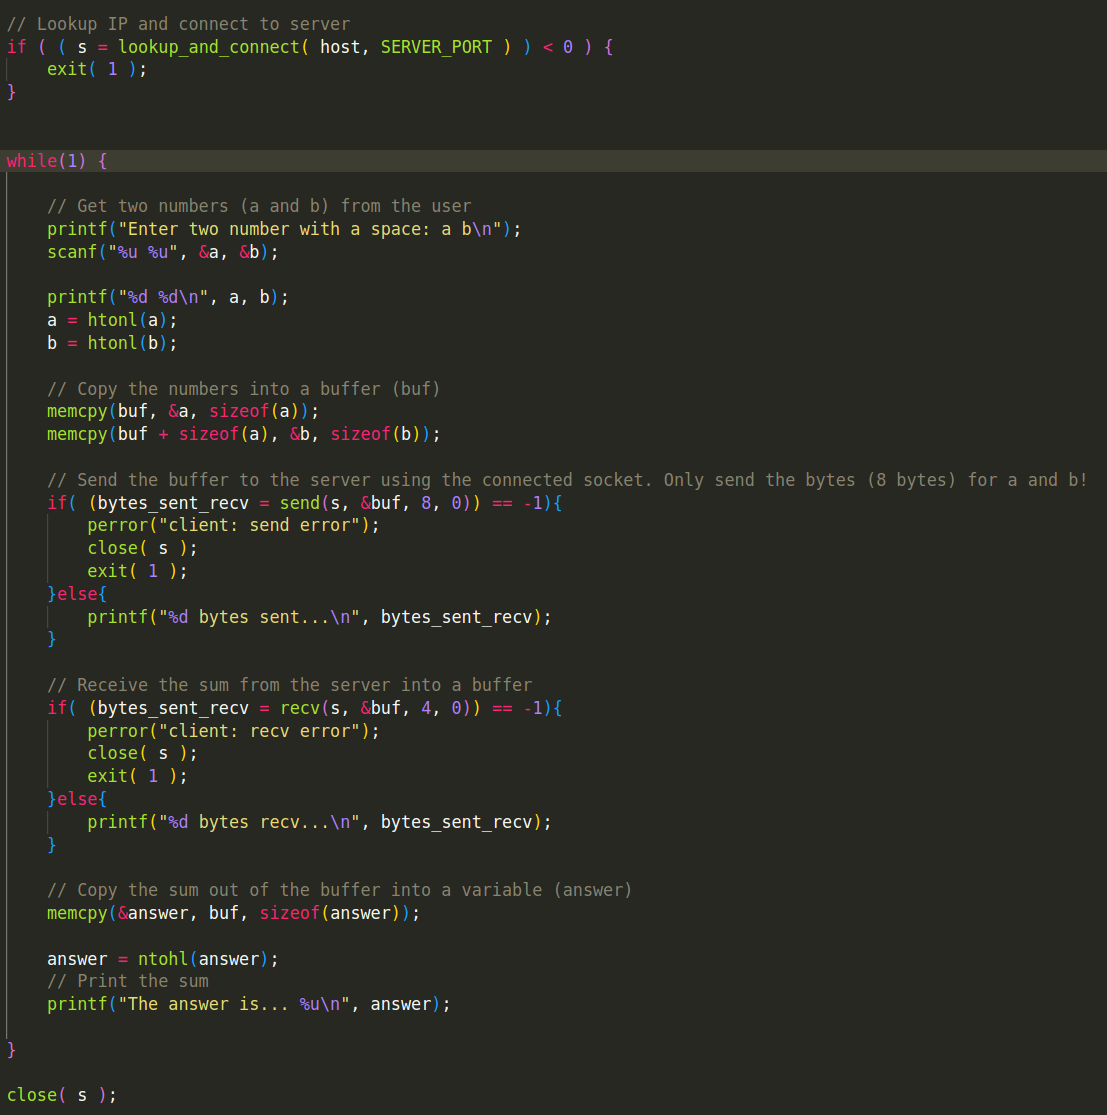 // Lookup IP and connect to server
if ( ( s = lookup_and_connect( host, SERVER_PORT ) ) < 0 ) {
    exit( 1 );
}
while(1) {
    // Get two numbers (a and b) from the user
    printf("Enter two number with a space: a b\n");
    scanf("%u %u", &a, &b);
    printf("%d %d\n", a, b);
    a = htonl(a);
    b = htonl(b);
    // Copy the numbers into a buffer (buf)
    memcpy(buf, &a, sizeof(a));
    memcpy(buf + sizeof(a), &b, sizeof(b));
    // Send the buffer to the server using the connected socket. Only send the bytes (8 bytes) for a and b!
    if( (bytes_sent_recv = send(s, &buf, 8, 0)) == -1){
        perror("client: send error");
        close( s );
        exit( 1 );
    }else{
        printf("%d bytes sent...\n", bytes_sent_recv);
    }
    // Receive the sum from the server into a buffer
    if( (bytes_sent_recv = recv(s, &buf, 4, 0)) == -1){
        perror("client: recv error");
        close( s );
        exit( 1 );
    }else{
        printf("%d bytes recv...\n", bytes_sent_recv);
    }
    // Copy the sum out of the buffer into a variable (answer)
    memcpy(&answer, buf, sizeof(answer));
    answer = ntohl(answer);
    // Print the sum
    printf("The answer is... %u\n", answer);
}
close( s );